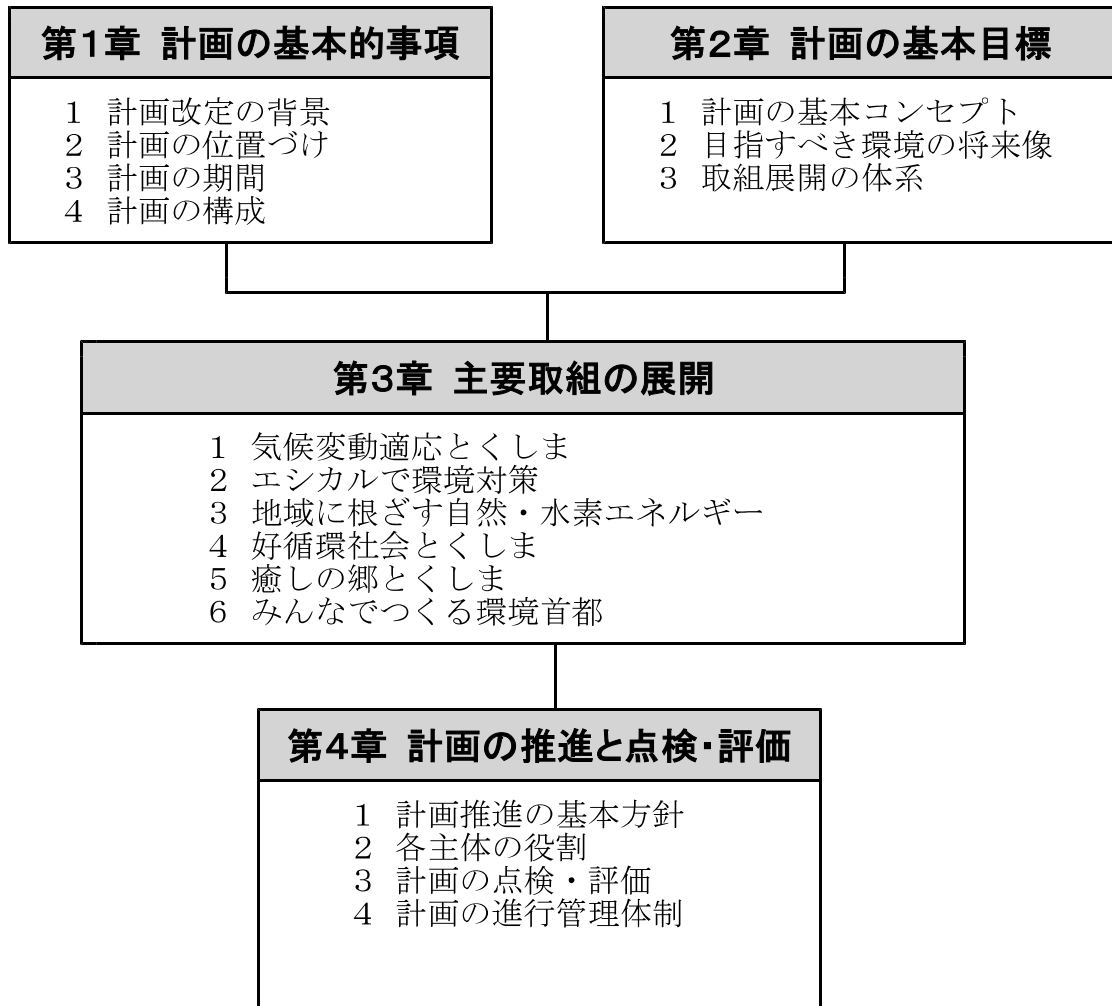 第1章 計画の基本的事項
1 計画改定の背景
2 計画の位置づけ
3 計画の期間
4 計画の構成
第2章 計画の基本目標
1 計画の基本コンセプト
2 目指すべき環境の将来像
3 取組展開の体系
第3章 主要取組の展開
1 気候変動適応とくしま
2 エシカルで環境対策
3 地域に根ざす自然・水素エネルギー
4 好循環社会とくしま
5 癒しの郷とくしま
6 みんなでつくる環境首都
第4章 計画の推進と点検・評価
1 計画推進の基本方針
2 各主体の役割
3 計画の点検・評価
4 計画の進行管理体制